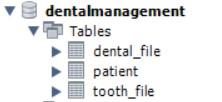 dentalmanagement
Tables
dental_file
patient
tooth_file